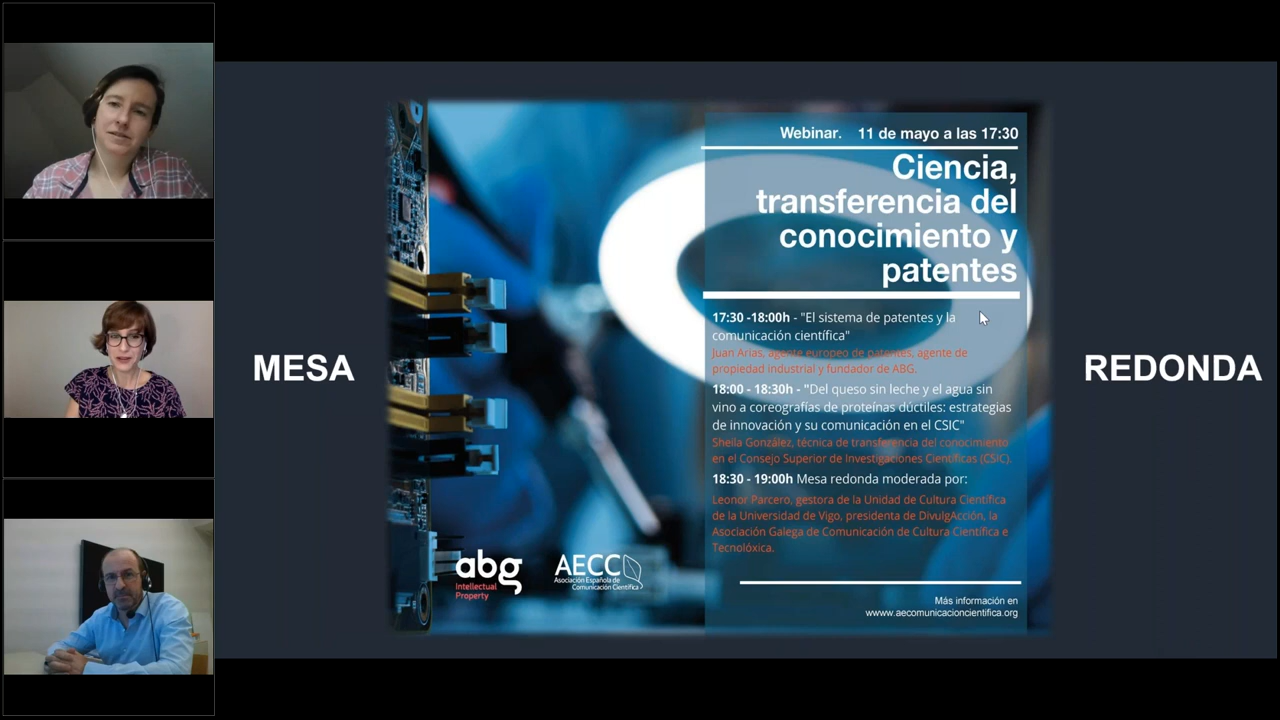 Webinar. 11 de mayo a las 17:30
Ciencia,
transferencia del
conocimiento y
patentes
17:30 -18:00h - "El sistema de patentes y la
comunicación científica"
Juan Arias, agente europeo de patentes, agente de
propiedad industrial y fundador de ABG.
18:00 - 18:30h - "Del queso sin leche y el agua sin
vino a coreografías de proteínas dúctiles: estrategias
de innovación y su comunicación en el CSIC"
Sheila González, técnica de transferencia del conocimiento
en el Consejo Superior de Investigaciones Científicas (CSIC).
18:30 - 19:00h Mesa redonda moderada por:
Leonor Parcero, gestora de la Unidad de Cultura Científica
de la Universidad de Vigo, presidenta de DivulgAcción, la
Asociación Galega de Comunicación de Cultura Científica e
Tecnolóxica.
MESA
REDONDA
abg
Intellectual
Property
AECC
Asociación Española de
Comunicación Científica
Más información en
www.aecomunicacioncientifica.org